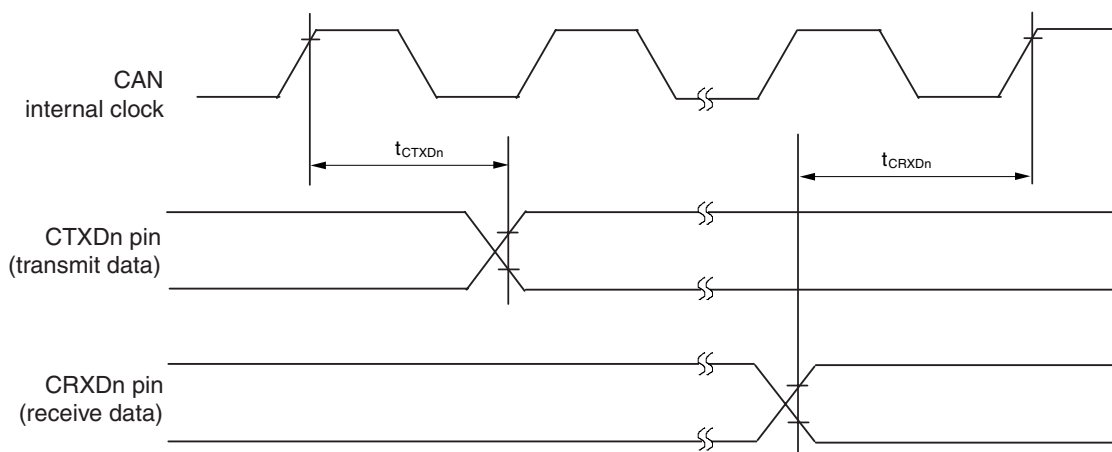 CAN
internal clock
tCTXDn
tCRXDn
CTXDn pin
(transmit data)
CRXDn pin
(receive data)